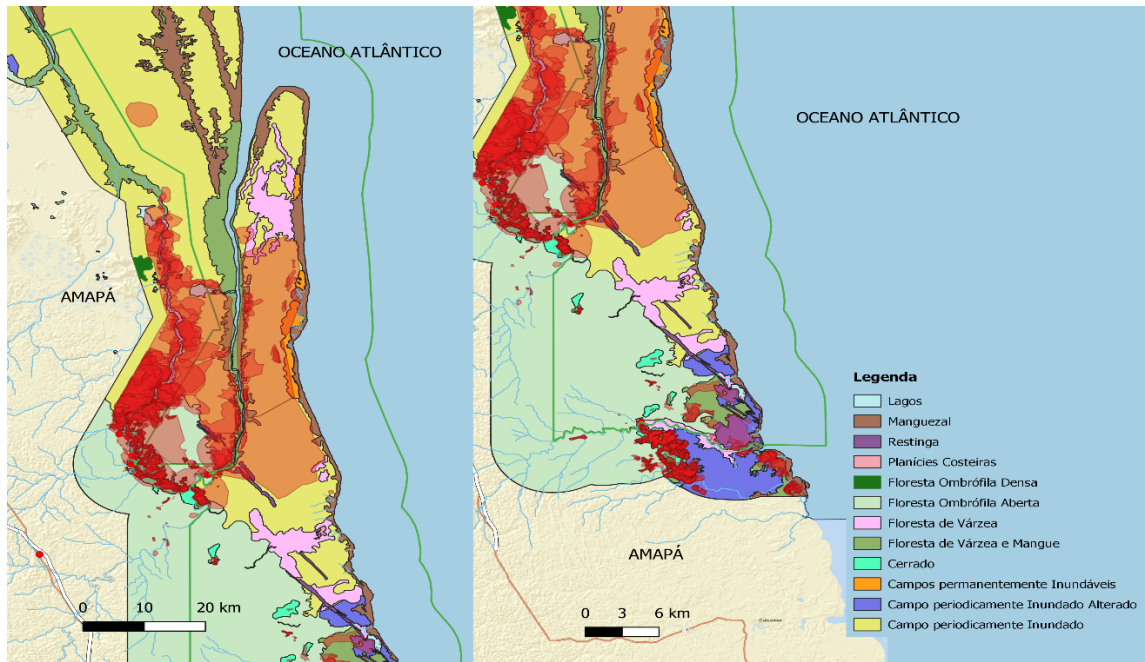 OCEANO ATLÂNTICO
AMAPÁ
0 10 20 km
OCEANO ATLÂNTICO
AMAPÁ
0 3 6 km
Legenda
Lagos
Manguezal
Restinga
Planícies Costeiras
Floresta Ombrófila Densa
Floresta Ombrófila Aberta
Floresta de Várzea
Floresta de Várzea e Mangue
Cerrado
Campos permanentemente Inundáveis
Campo periodicamente Inundado Alterado
Campo periodicamente Inundado